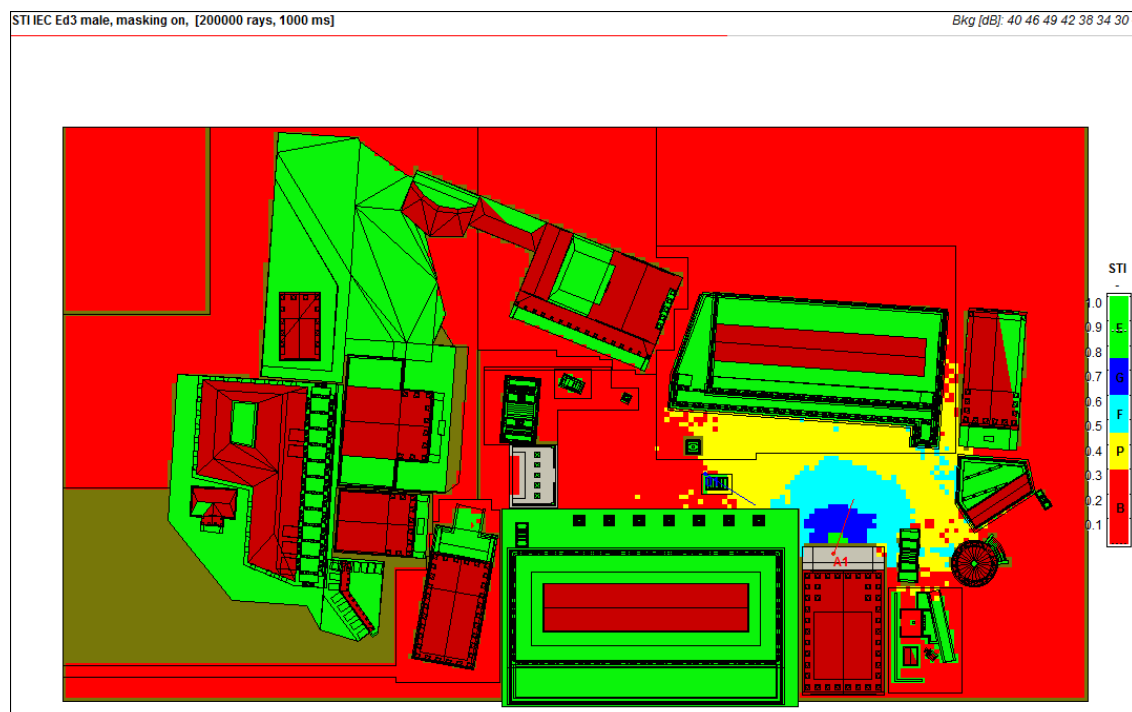 STI IEC Ed3 male, masking on, [200000 rays, 1000 ms]
Bkg [dB]: 40 46 49 42 38 34 30
STI
-
1.0
0.9
E
0.8
0.7
G
0.6
F
0.5
0.4
P
0.3
0.2
B
0.1
A1